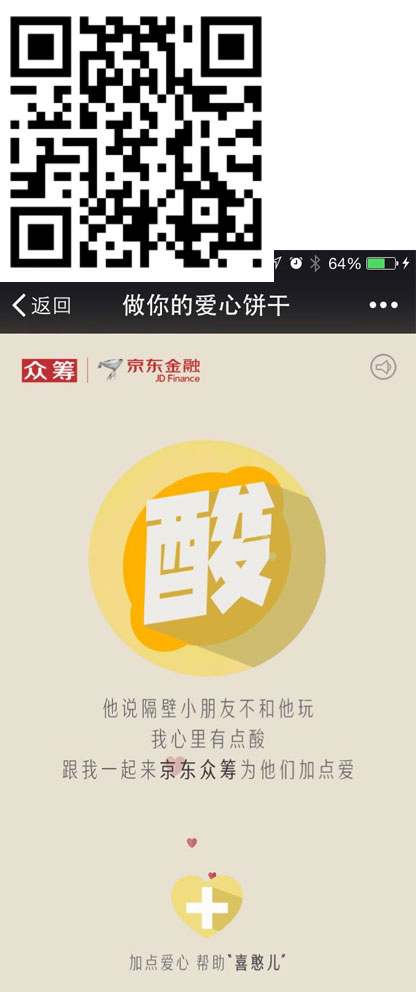 64%
返回
做你的爱心饼干
众筹
京东金融
JD Finance
酸
他说隔壁小朋友不和他玩
我心里有点酸
跟我一起来京东众筹为他们加点爱
加点爱心 帮助“喜憨儿”